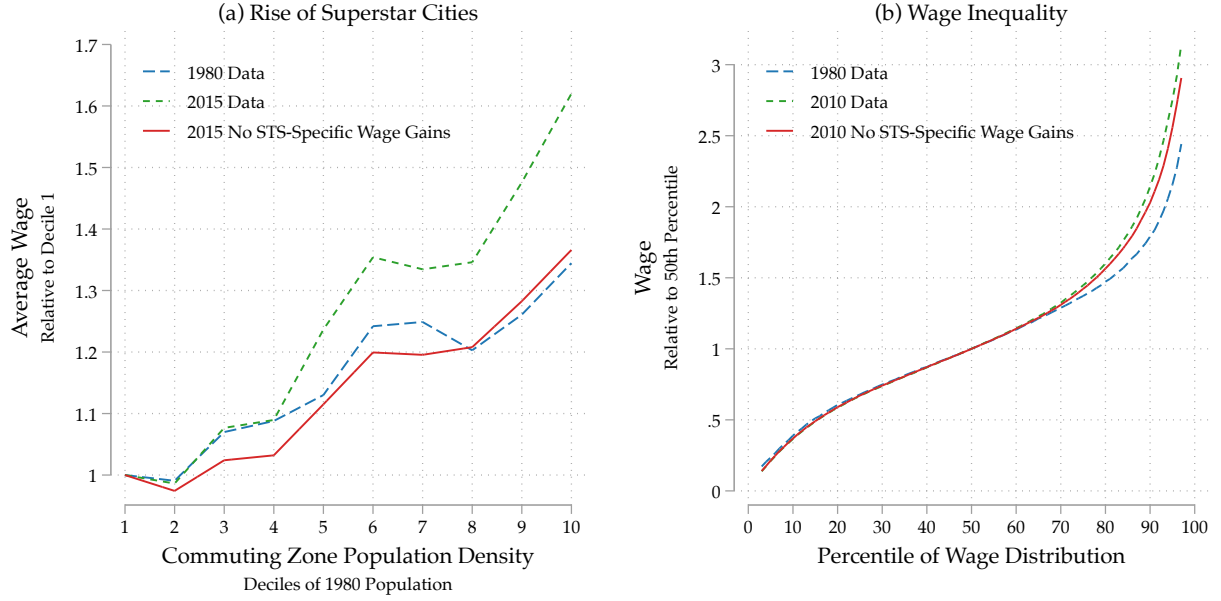 (a) Rise of Superstar Cities
1.7
1.6
1.5
1.4
1.3
1.2
1.1
1
Average Wage
Relative to Decile 1
1980 Data
2015 Data
2015 No STS-Specific Wage Gains
1 2 3 4 5 6 7 8 9 10
Commuting Zone Population Density
Deciles of 1980 Population
(b) Wage Inequality
3
2.5
2
1.5
1
.5
0
Wage
Relative to 50th Percentile
1980 Data
2010 Data
2010 No STS-Specific Wage Gains
0 10 20 30 40 50 60 70 80 90 100
Percentile of Wage Distribution